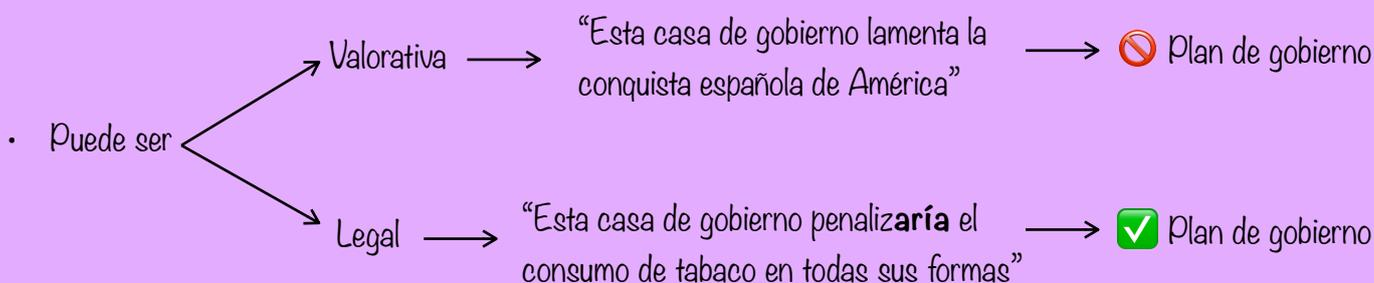 • Puede ser
Valorativa
“Esta casa de gobierno lamenta la
conquista española de América”
Plan de gobierno
Legal
“Esta casa de gobierno penalizaría el
consumo de tabaco en todas sus formas”
Plan de gobierno